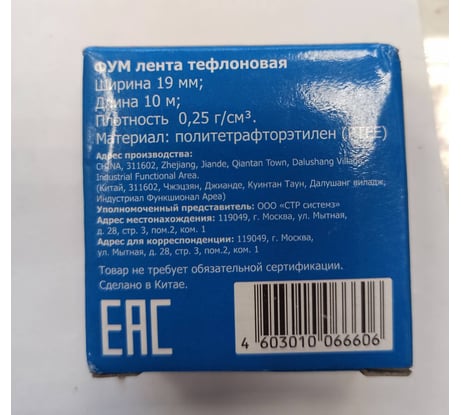 ФУМ лента тефлоновая
Ширина 19 мм;
Длина 10 м;
Плотность 0,25 г/см³.
Материал: политетрафторэтилен (PTFE)
Адрес производства:
CHINA, 311602, Zhejiang, Jiande, Qiantan Town, Dalushang Village
Industrial Functional Area.
(Китай, 311602, Чжэцзян, Джианде, Куинтан Таун, Далушанг виладж,
Индустриал Функшионал Ареа)
Уполномоченный представитель: ООО «СТР системз»
Адрес местонахождения: 119049, г. Москва, ул. Мытная,
д. 28, стр. 3, пом.2, ком. 1
Адрес для корреспонденции: 119049, г. Москва,
ул. Мытная, д. 28, стр. 3, пом.2, ком. 1
Товар не требует обязательной сертификации.
Сделано в Китае.
EAC
4 603010 066606